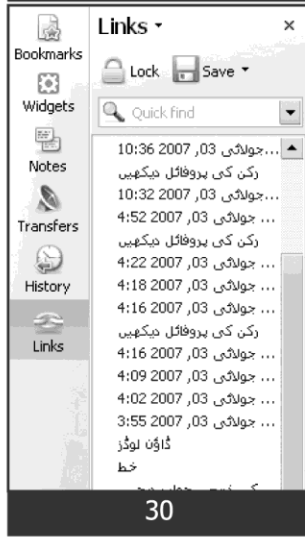 Links
Bookmarks
Lock Save
Widgets
Quick find
Notes
Transfers
History
Links
...جولائی 03, 2007 10:36
رکن کی پروفائل دیکھیں
...جولائی 03, 2007 10:32
... جولائی 03, 2007 4:52
رکن کی پروفائل دیکھیں
... جولائی 03, 2007 4:22
... جولائی 03, 2007 4:18
... جولائی 03, 2007 4:16
رکن کی پروفائل دیکھیں
... جولائی 03, 2007 4:16
... جولائی 03, 2007 4:09
... جولائی 03, 2007 4:02
... جولائی 03, 2007 3:55
ڈاؤن لوڈز
خط
30